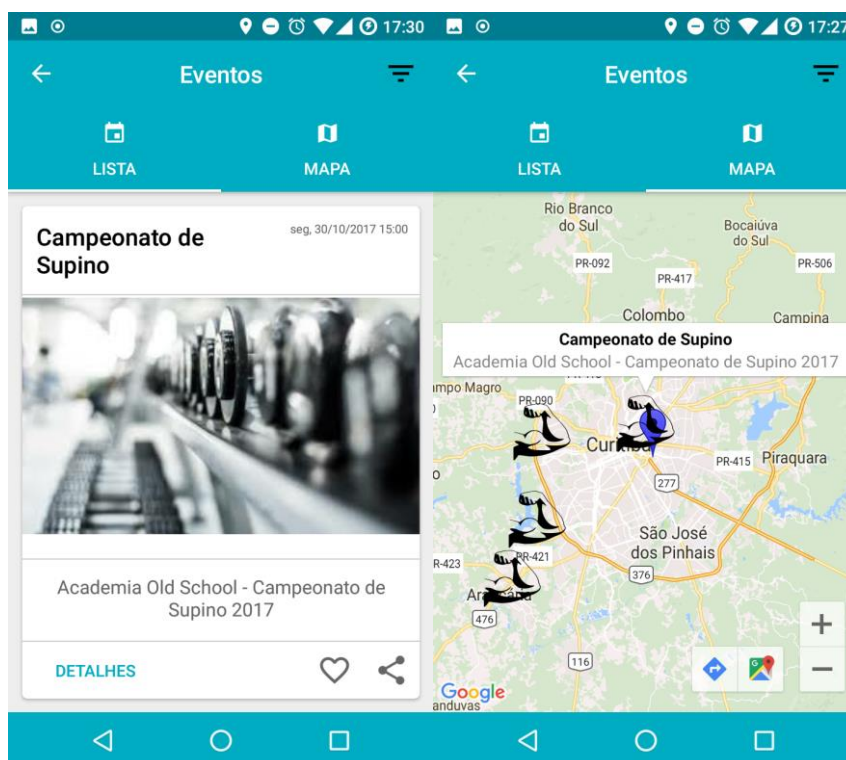 17:30
Eventos
LISTA
MAPA
Campeonato de
Supino
seg, 30/10/2017 15:00
Academia Old School - Campeonato de
Supino 2017
DETALHES
17:27
Eventos
LISTA
MAPA
Rio Branco
do Sul
Bocaiúva
do Sul
PR-092
PR-506
PR-417
Colombo
Campina
Campeonato de Supino
Academia Old School - Campeonato de Supino 2017
mpo Magro
PR-090
Curitiba
PR-415
Piraquara
277
São José
dos Pinhais
R-423
PR-421
376
476
116
Google
anduvas